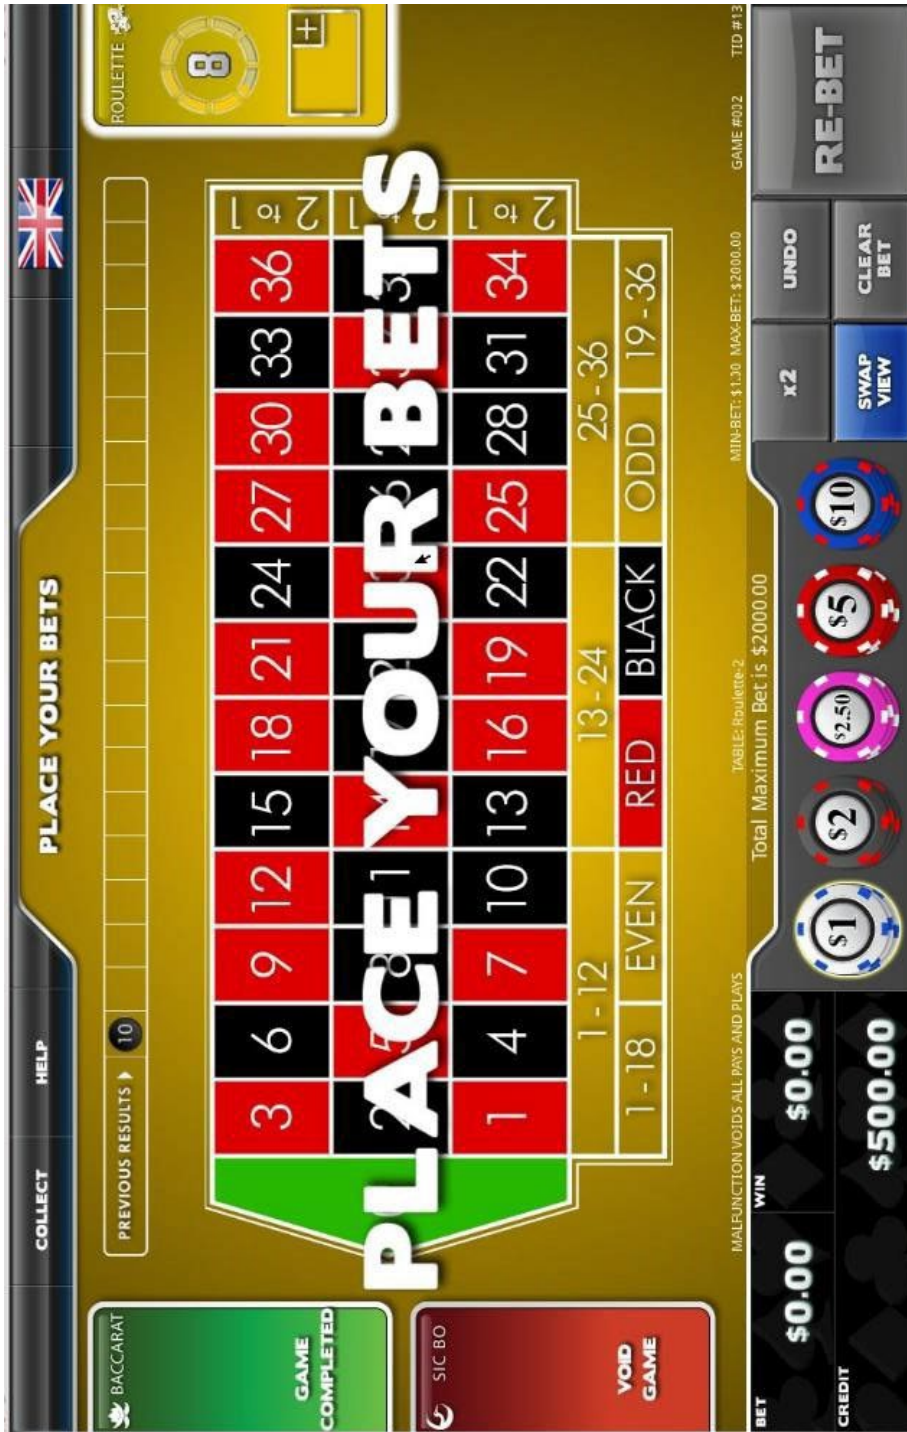 COLLECT
HELP
PLACE YOUR BETS
BACCARAT
GAME
COMPLETED
SIC BO
VOID
GAME
PREVIOUS RESULTS
10
ROULETTE
8
+
3 6 9 12 15 18 21 24 27 30 33 36 2 to 1
PLACE YOUR BETS
1 4 7 10 13 16 19 22 25 28 31 34 2 to 1
1 - 12 13 - 24 25 - 36
1 - 18 EVEN RED BLACK ODD 19 - 36
MALFUNCTION VOIDS ALL PAYS AND PLAYS
TABLE: Roulette-2
MIN-BET: $1.00 MAX-BET: $2000.00
GAME #002
TID #13
Total Maximum Bet is $2000.00
BET
$0.00
WIN
$0.00
CREDIT
$500.00
$1
$2
$2.50
$5
$10
X2
UNDO
SWAP
VIEW
CLEAR
BET
RE-BET